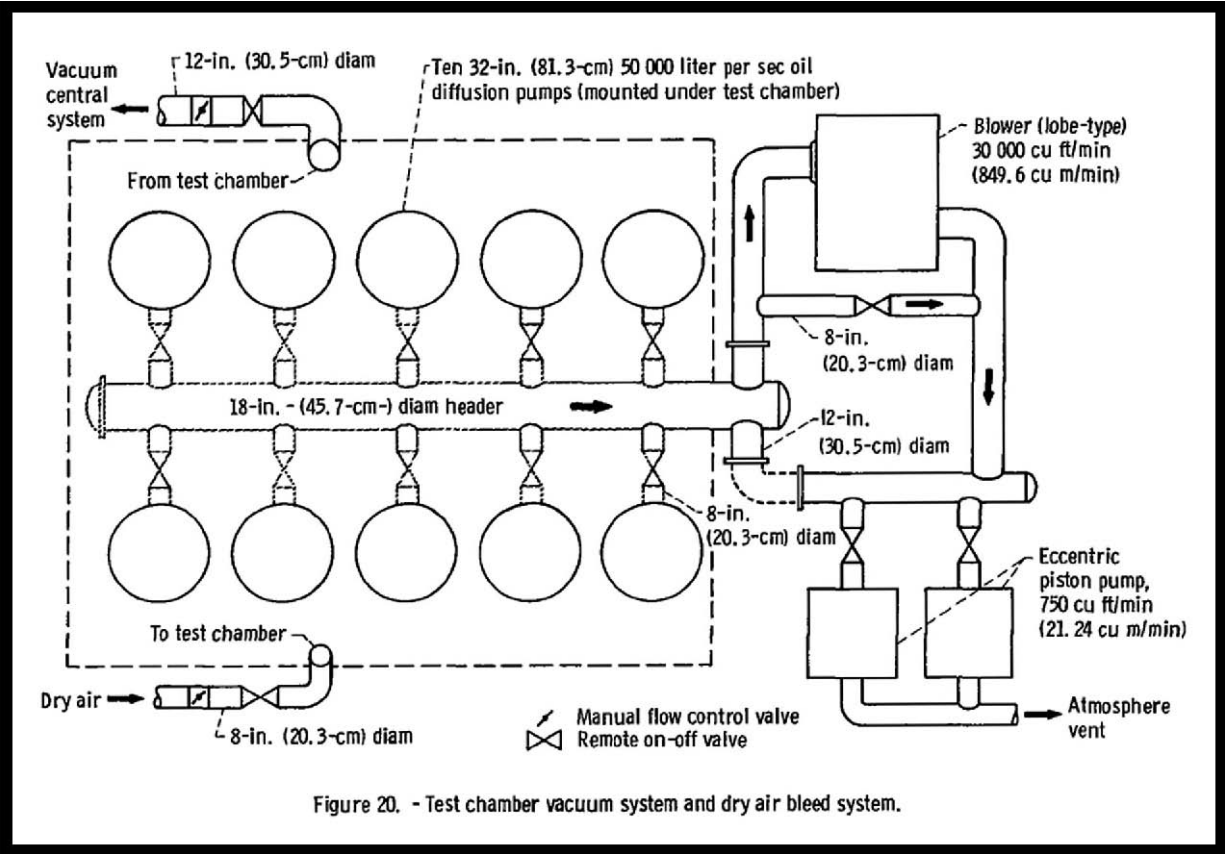 12-in. (30.5-cm) diam
Vacuum
central
system
Ten 32-in. (81.3-cm) 50 000 liter per sec oil
diffusion pumps (mounted under test chamber)
Blower (lobe-type)
30 000 cu ft/min
(849.6 cu m/min)
From test chamber
8-in.
(20.3-cm) diam
18-in. - (45.7-cm-) diam header
12-in.
(30.5-cm) diam
8-in.
(20.3-cm) diam
Eccentric
piston pump,
750 cu ft/min
(21.24 cu m/min)
To test chamber
Dry air
8-in. (20.3-cm) diam
Manual flow control valve
Remote on-off valve
Atmosphere
vent
Figure 20. - Test chamber vacuum system and dry air bleed system.